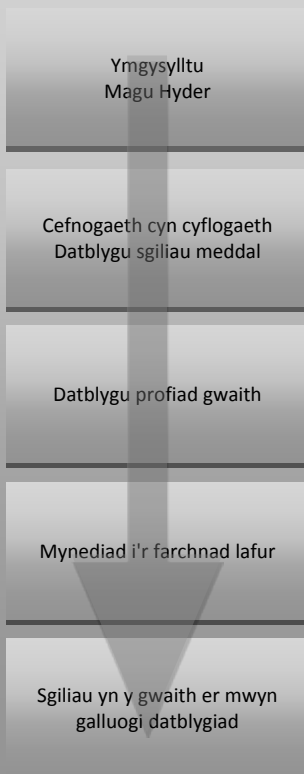 Ymgysylltu
Magu Hyder
Cefnogaeth cyn cyflogaeth
Datblygu sgiliau meddal
Datblygu profiad gwaith
Mynediad i'r farchnad lafur
Sgiliau yn y gwaith er mwyn
galluogi datblygiad